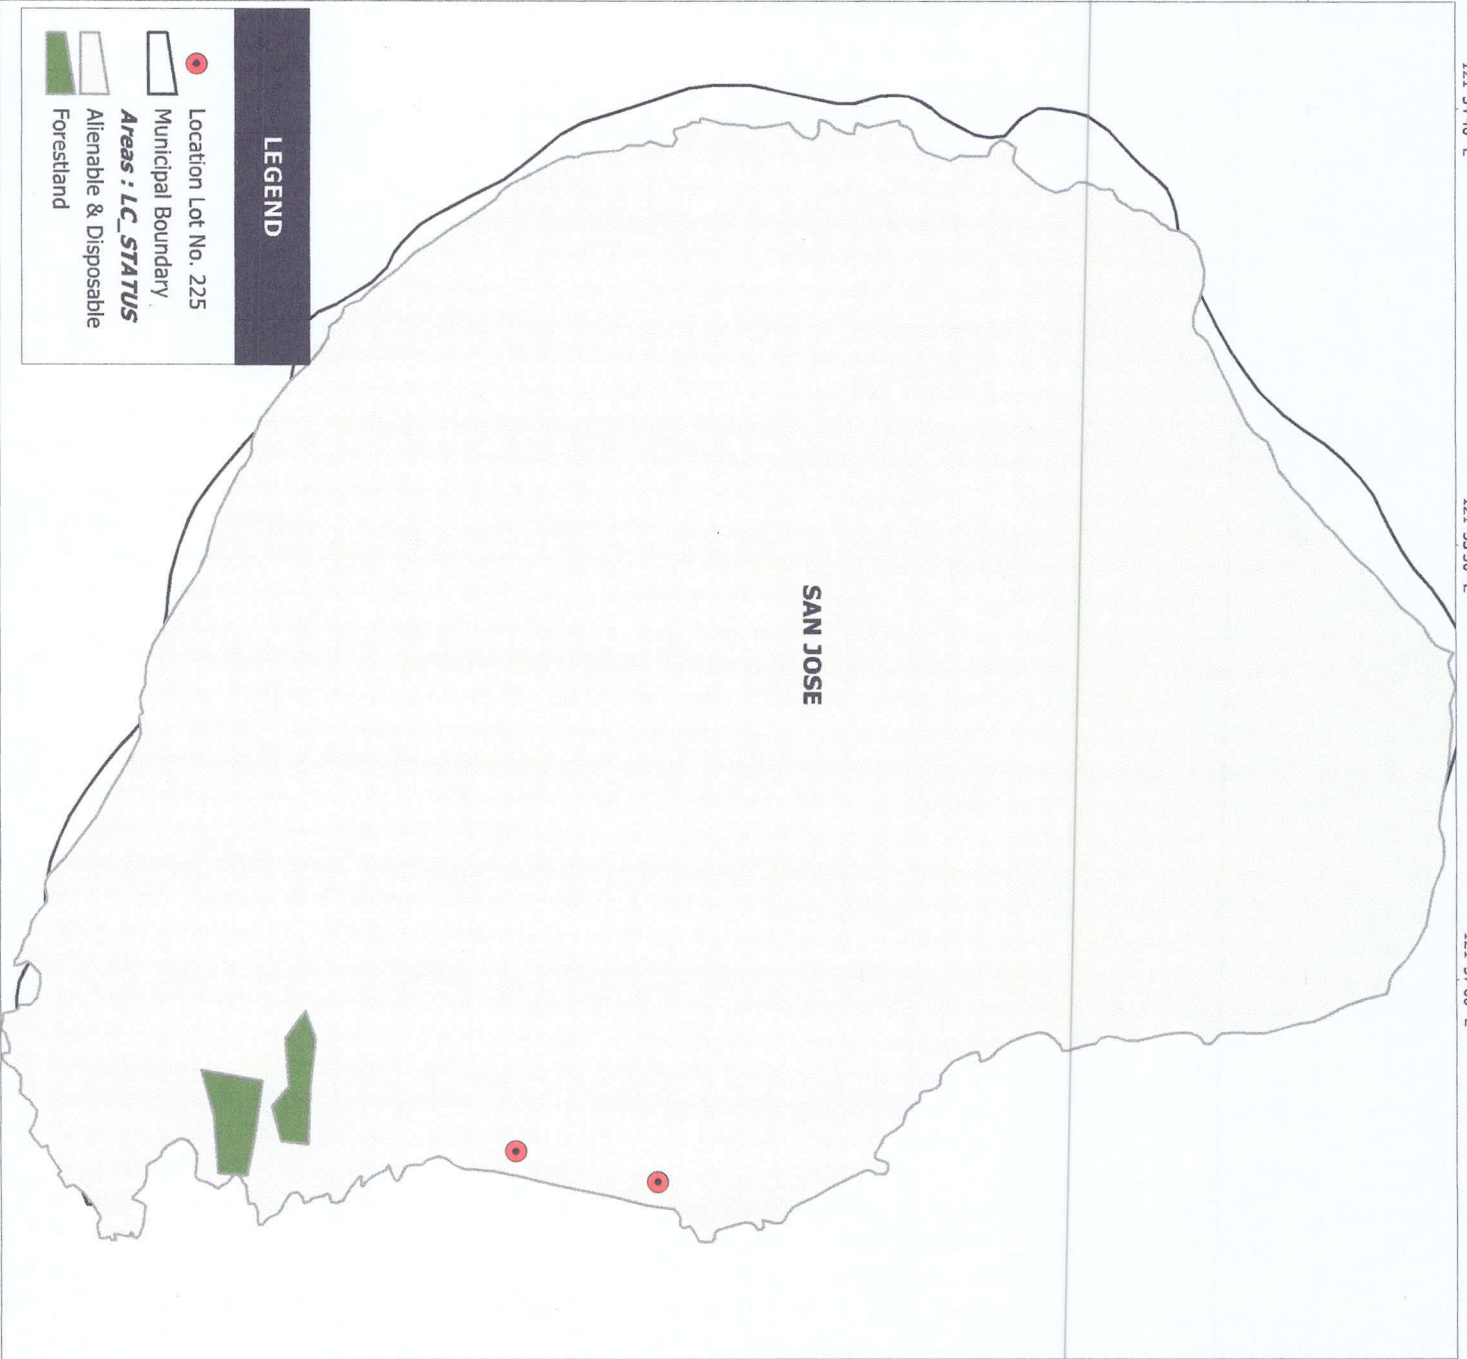 LEGEND
Location Lot No. 225
Municipal Boundary
Areas : LC_STATUS
Alienable & Disposable
Forestland
SAN JOSE